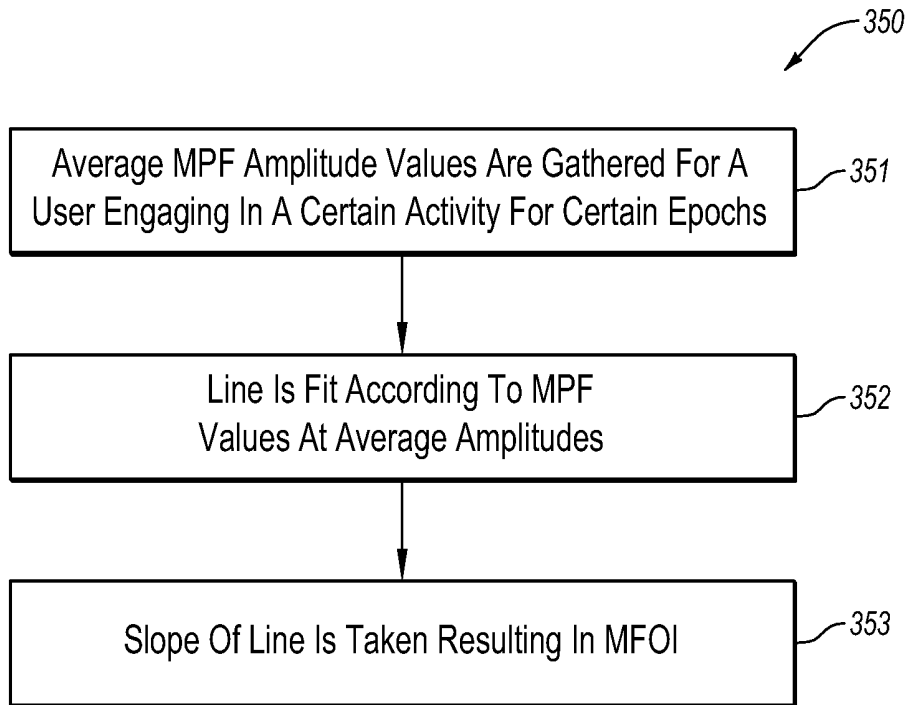 350
Average MPF Amplitude Values Are Gathered For A
User Engaging In A Certain Activity For Certain Epochs
351
Line Is Fit According To MPF
Values At Average Amplitudes
352
Slope Of Line Is Taken Resulting In MFOI
353